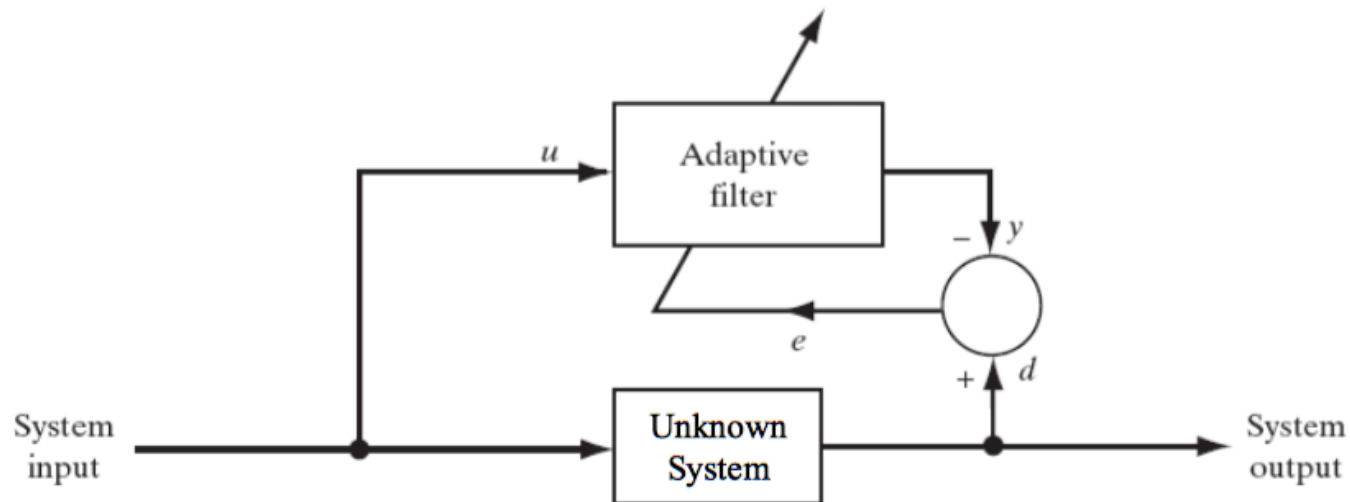 u
Adaptive
filter
− y
e
+ d
System
input
Unknown
System
System
output